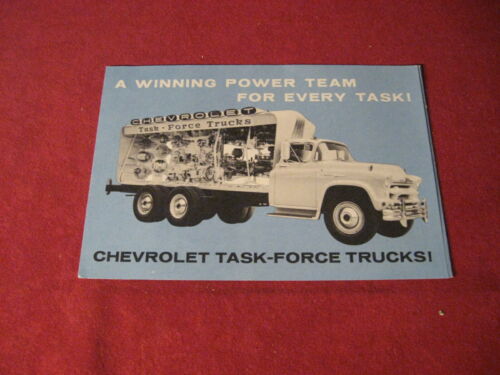 A WINNING POWER TEAM
FOR EVERY TASK!
CHEVROLET
Task-Force Trucks
CHEVROLET TASK-FORCE TRUCKS!